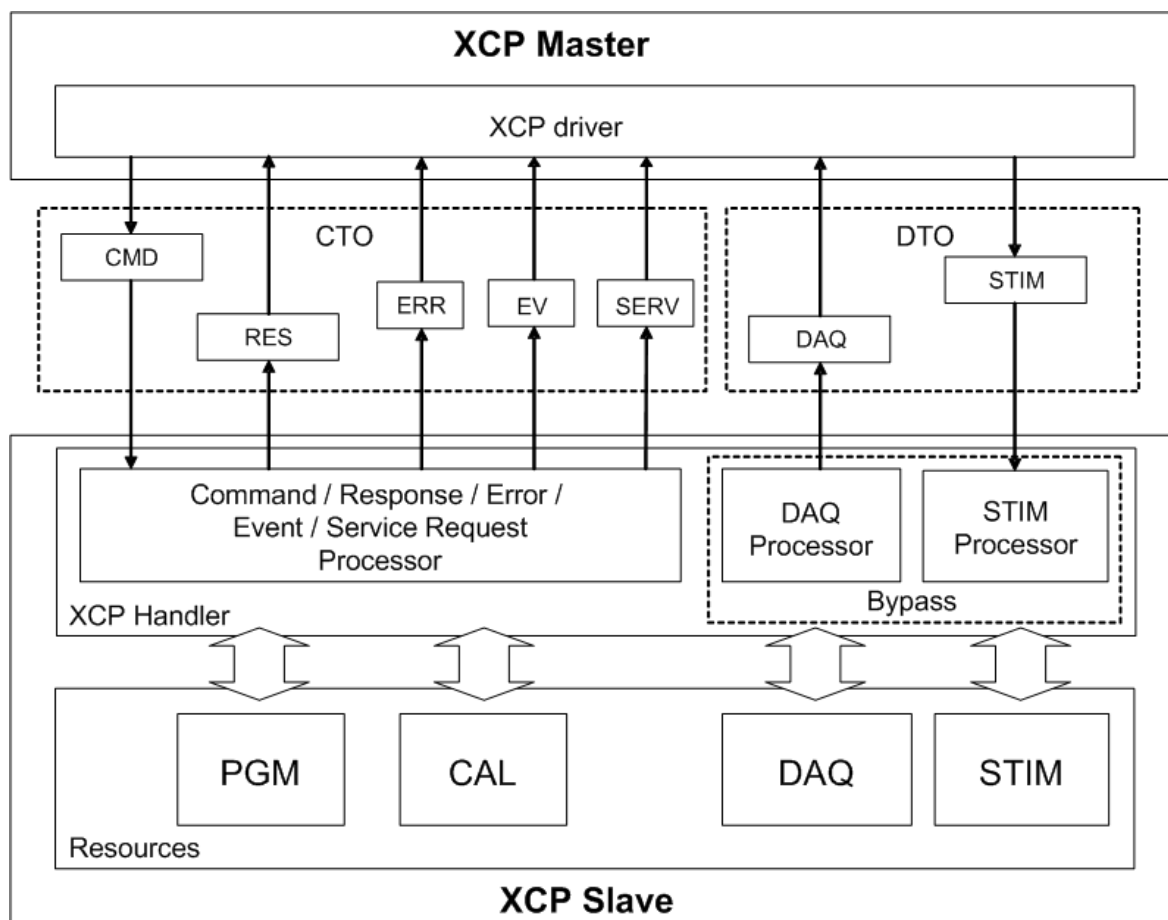 XCP Master
XCP driver
CTO
DTO
CMD
STIM
ERR
EV
SERV
RES
DAQ
Command / Response / Error /
Event / Service Request
Processor
DAQ
Processor
STIM
Processor
Bypass
XCP Handler
PGM
CAL
DAQ
STIM
Resources
XCP Slave